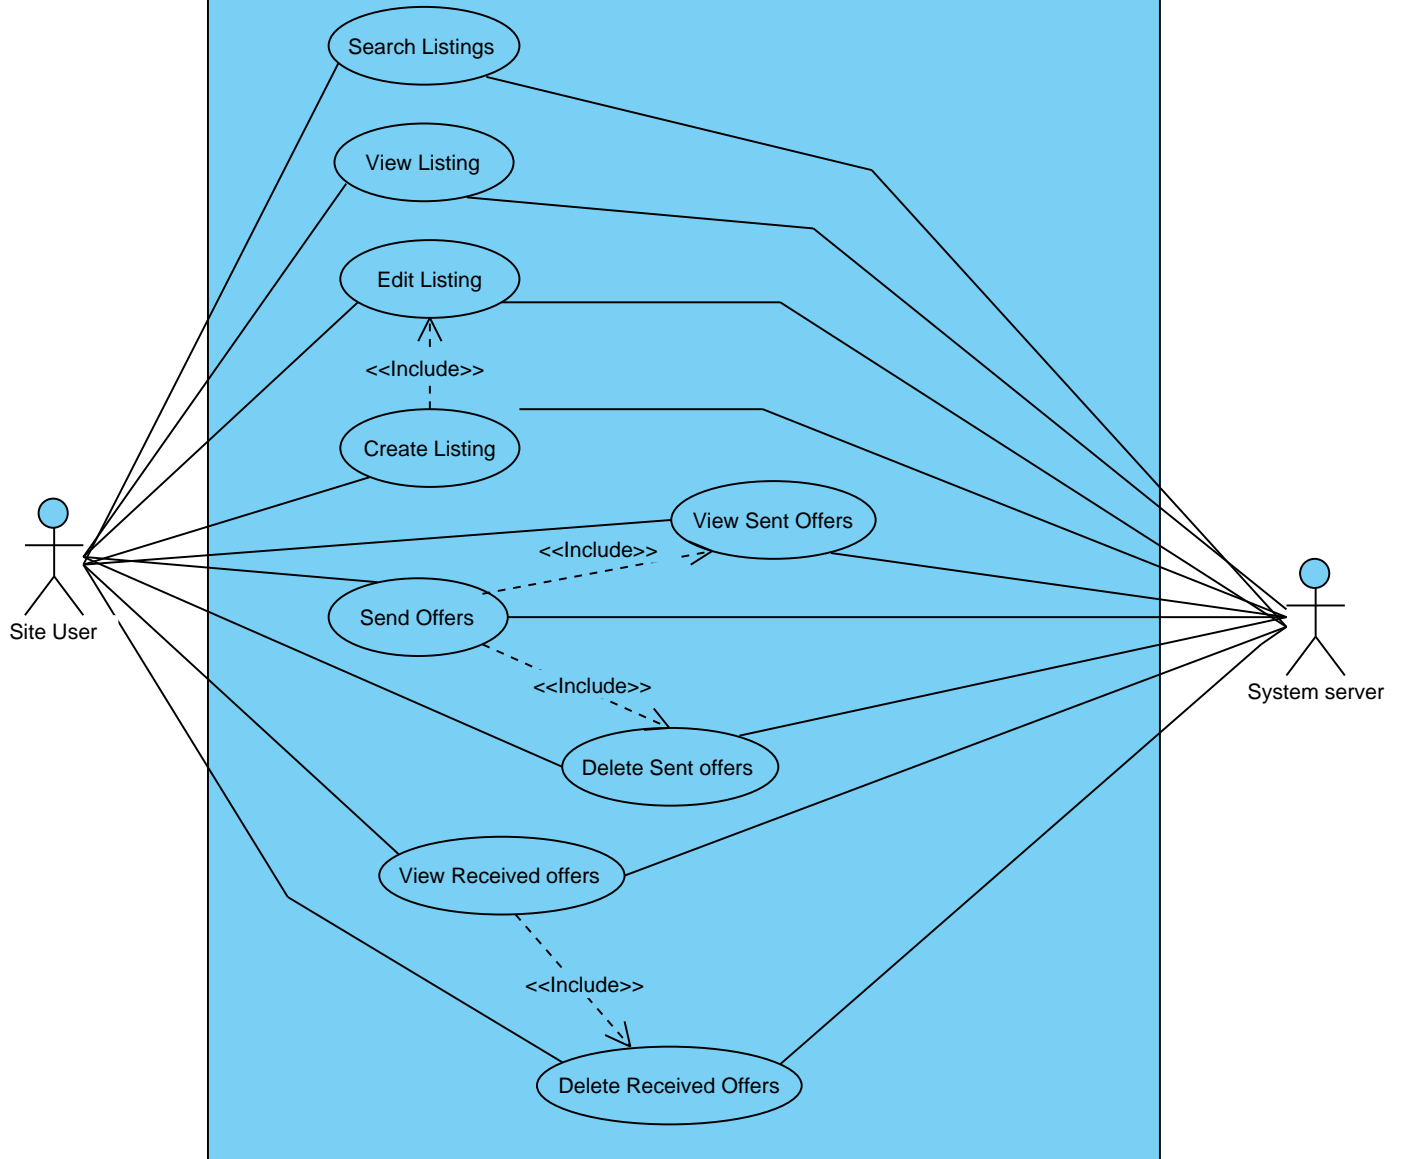 Search Listings
View Listing
Edit Listing
<<Include>>
Create Listing
View Sent Offers
<<Include>>
Send Offers
Site User
<<Include>>
System server
Delete Sent offers
View Received offers
<<Include>>
Delete Received Offers